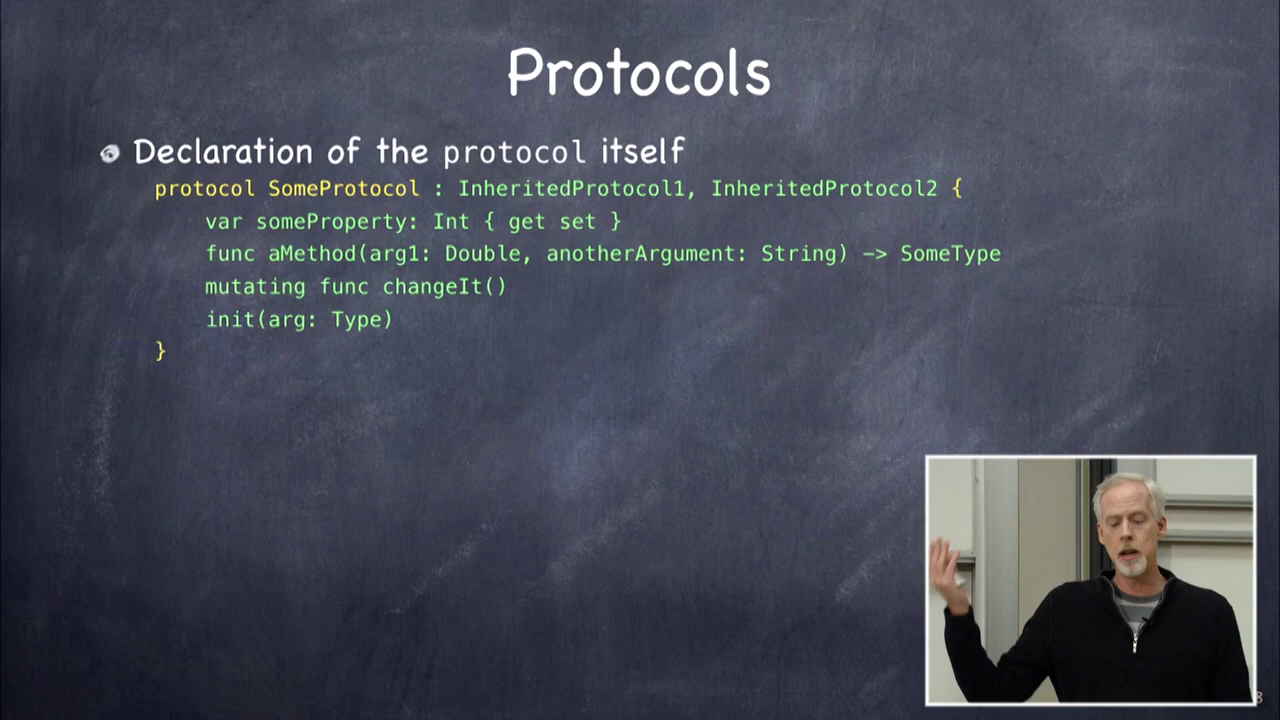 Protocols
Declaration of the protocol itself
protocol SomeProtocol : InheritedProtocol1, InheritedProtocol2 {
var someProperty: Int { get set }
func aMethod(arg1: Double, anotherArgument: String) -> SomeType
mutating func changeIt()
init(arg: Type)
}